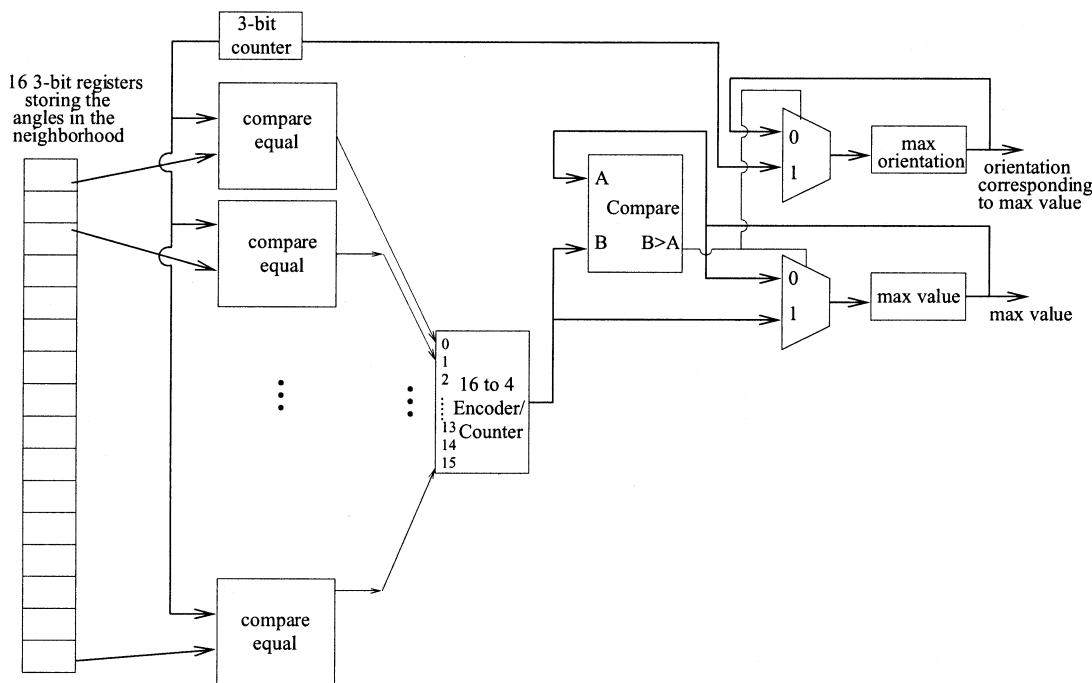 3-bit
counter
16 3-bit registers
storing the
angles in the
neighborhood
compare
equal
compare
equal
compare
equal
0
1
2
13
14
15
16 to 4
Encoder/
Counter
A
Compare
B B>A
0
1
max
orientation
orientation
corresponding
to max value
0
1
max value
max value